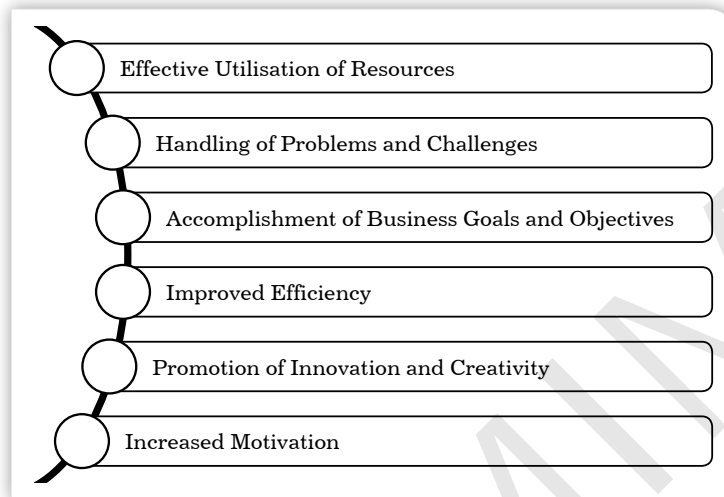 Effective Utilisation of Resources
Handling of Problems and Challenges
Accomplishment of Business Goals and Objectives
Improved Efficiency
Promotion of Innovation and Creativity
Increased Motivation